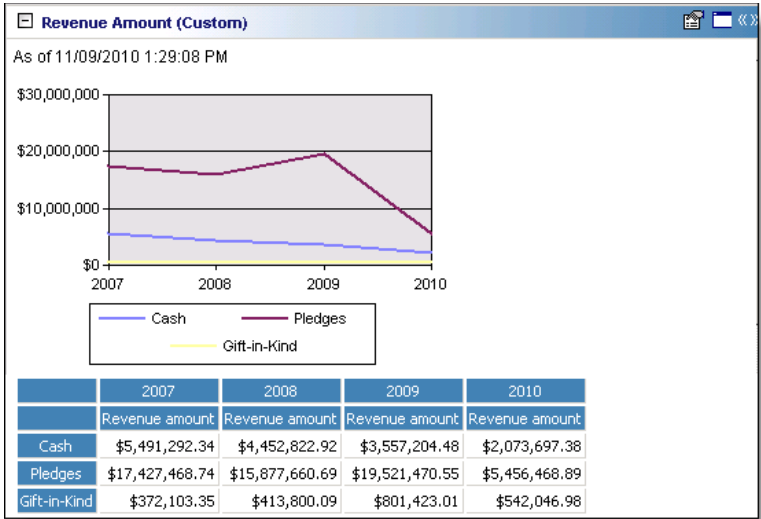 Revenue Amount (Custom)
As of 11/09/2010 1:29:08 PM
$30,000,000
$20,000,000
$10,000,000
$0
2007 2008 2009 2010
Cash Pledges
Gift-in-Kind
2007 2008 2009 2010
Revenue amount Revenue amount Revenue amount Revenue amount
Cash $5,491,292.34 $4,452,822.92 $3,557,204.48 $2,073,697.38
Pledges $17,427,468.74 $15,877,660.69 $19,521,470.55 $5,456,468.89
Gift-in-Kind $372,103.35 $413,800.09 $801,423.01 $542,046.98